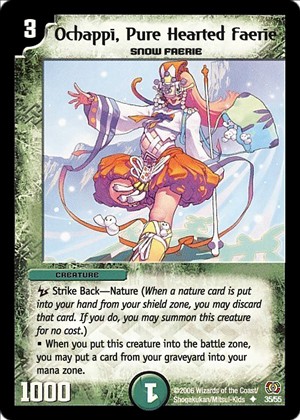 3
Ochappi, Pure Hearted Faerie
SNOW FAERIE
CREATURE
Strike Back—Nature (When a nature card is put
into your hand from your shield zone, you may discard
that card. If you do, you may summon this creature
for no cost.)
■ When you put this creature into the battle zone,
you may put a card from your graveyard into your
mana zone.
1000
1
©2006 Wizards of the Coast/
Shogakukan/Mitsui-Kids
35/55